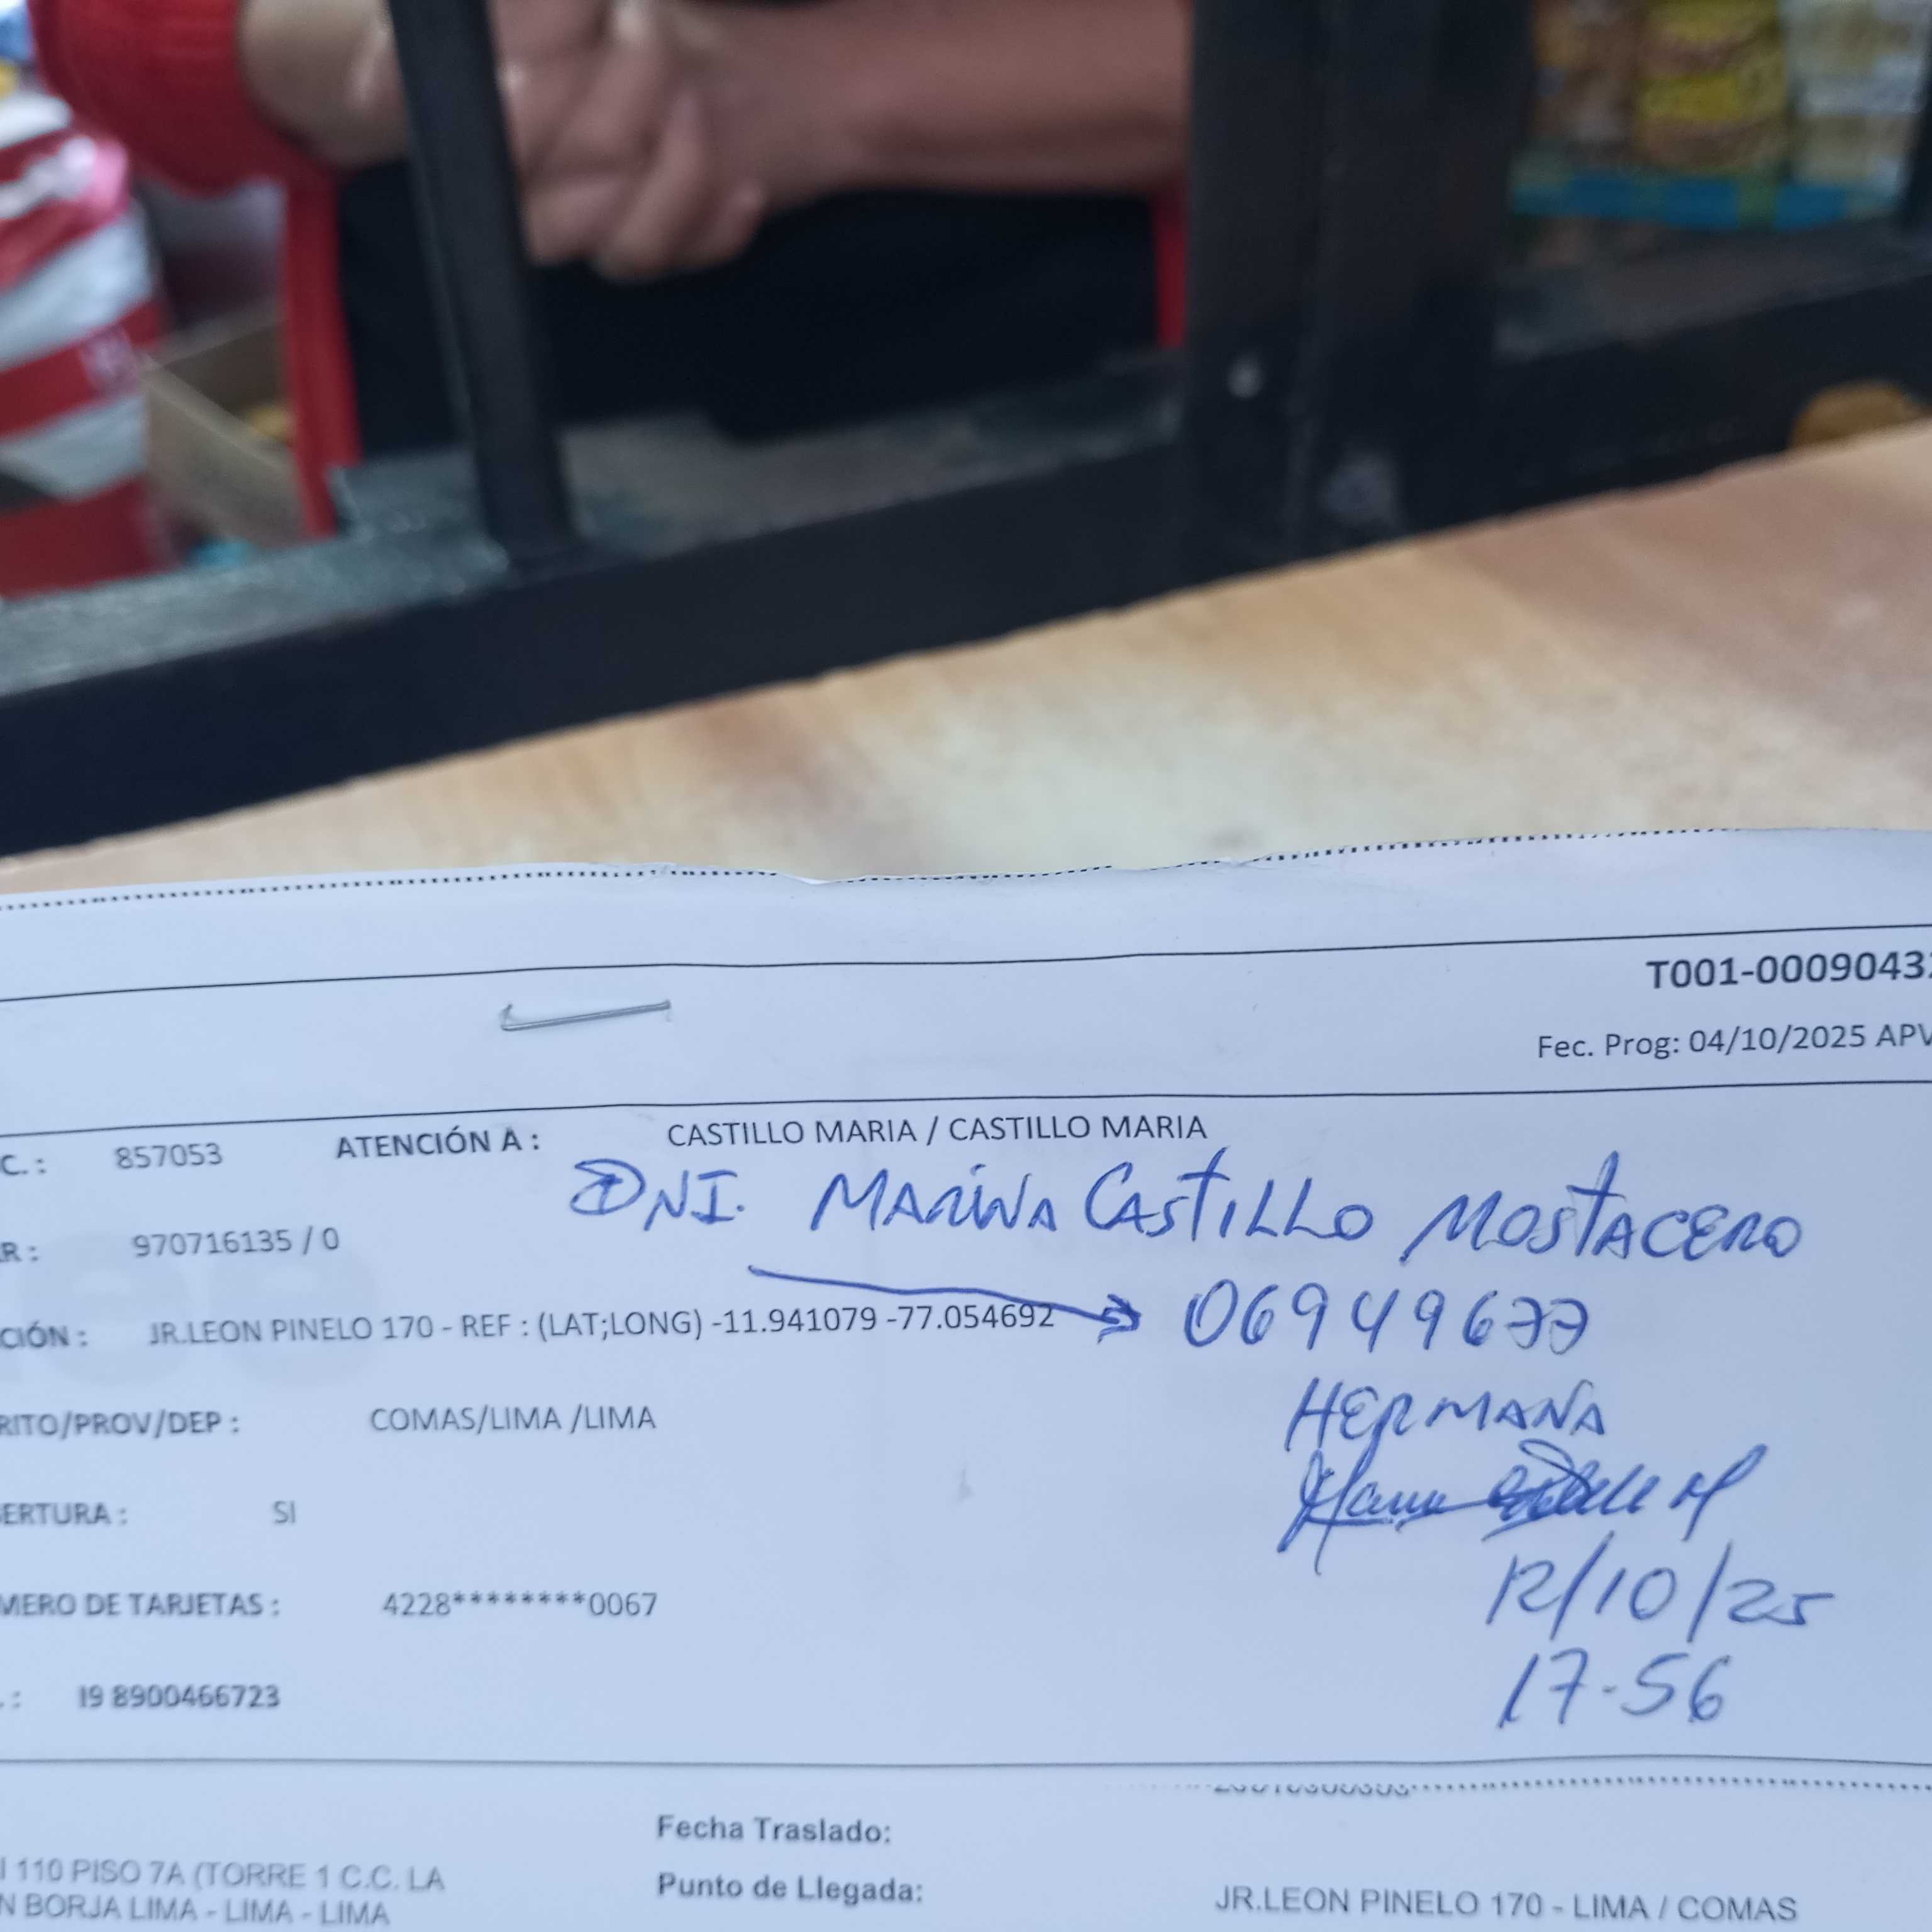 T001-0009043
Fec. Prog: 04/10/2025 APV
C.: 857053 ATENCIÓN A: CASTILLO MARIA / CASTILLO MARIA
DNI. MARINA CASTILLO MOSTACERO
R: 970716135 / 0
CIÓN: JR.LEON PINELO 170 - REF : (LAT;LONG) -11.941079 -77.054692
06949677
HERMANA
RITO/PROV/DEP: COMAS/LIMA /LIMA
ERTURA: SI
12/10/25
MERO DE TARJETAS: 4228********0067
17-56
.: I9 8900466723
Fecha Traslado:
I 110 PISO 7A (TORRE 1 C.C. LA
Punto de Llegada: JR.LEON PINELO 170 - LIMA / COMAS
N BORJA LIMA - LIMA - LIMA